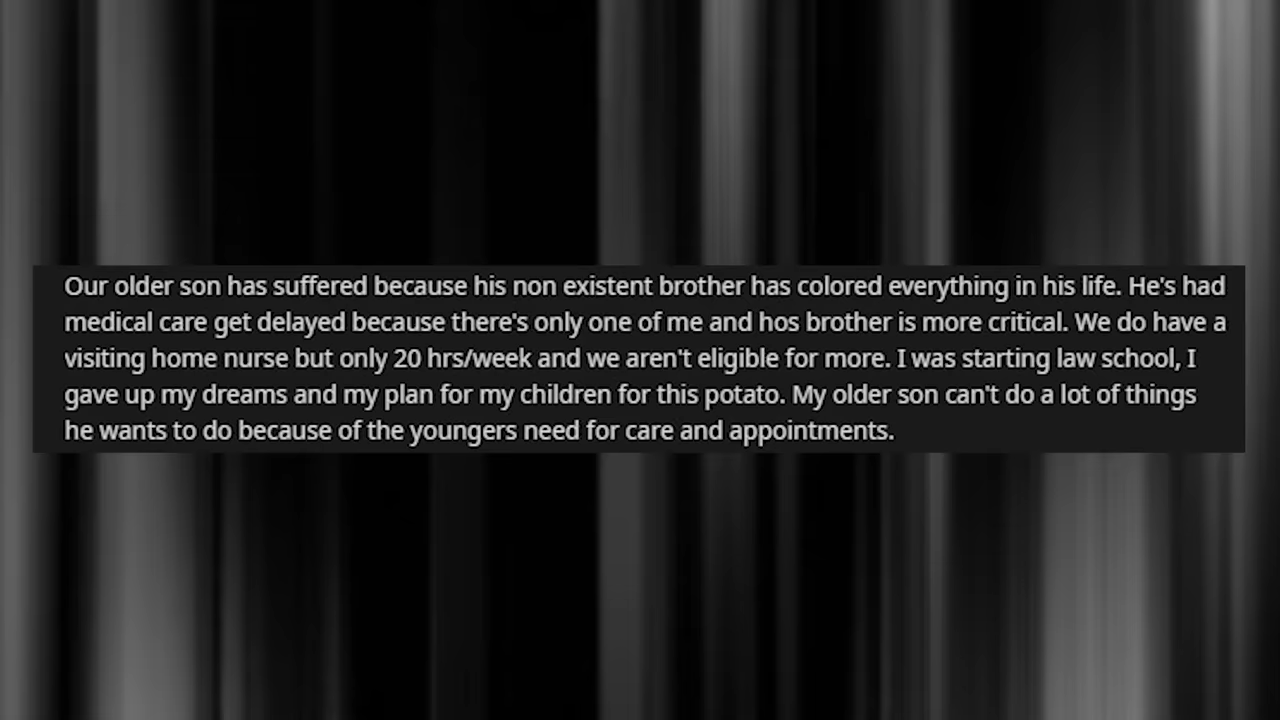 Our older son has suffered because his non existent brother has colored everything in his life. He's had
medical care get delayed because there's only one of me and hos brother is more critical. We do have a
visiting home nurse but only 20 hrs/week and we aren't eligible for more. I was starting law school, I
gave up my dreams and my plan for my children for this potato. My older son can't do a lot of things
he wants to do because of the youngers need for care and appointments.